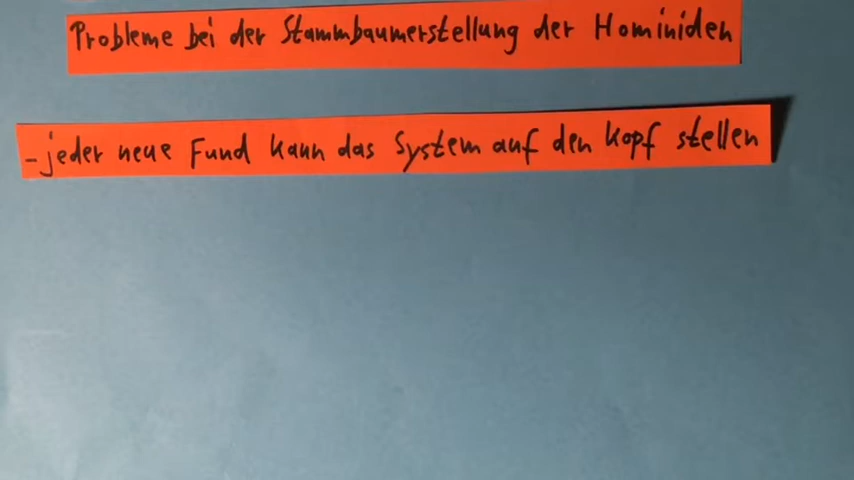 Probleme bei der Stammbaumerstellung der Hominiden
- jeder neue Fund kann das System auf den Kopf stellen